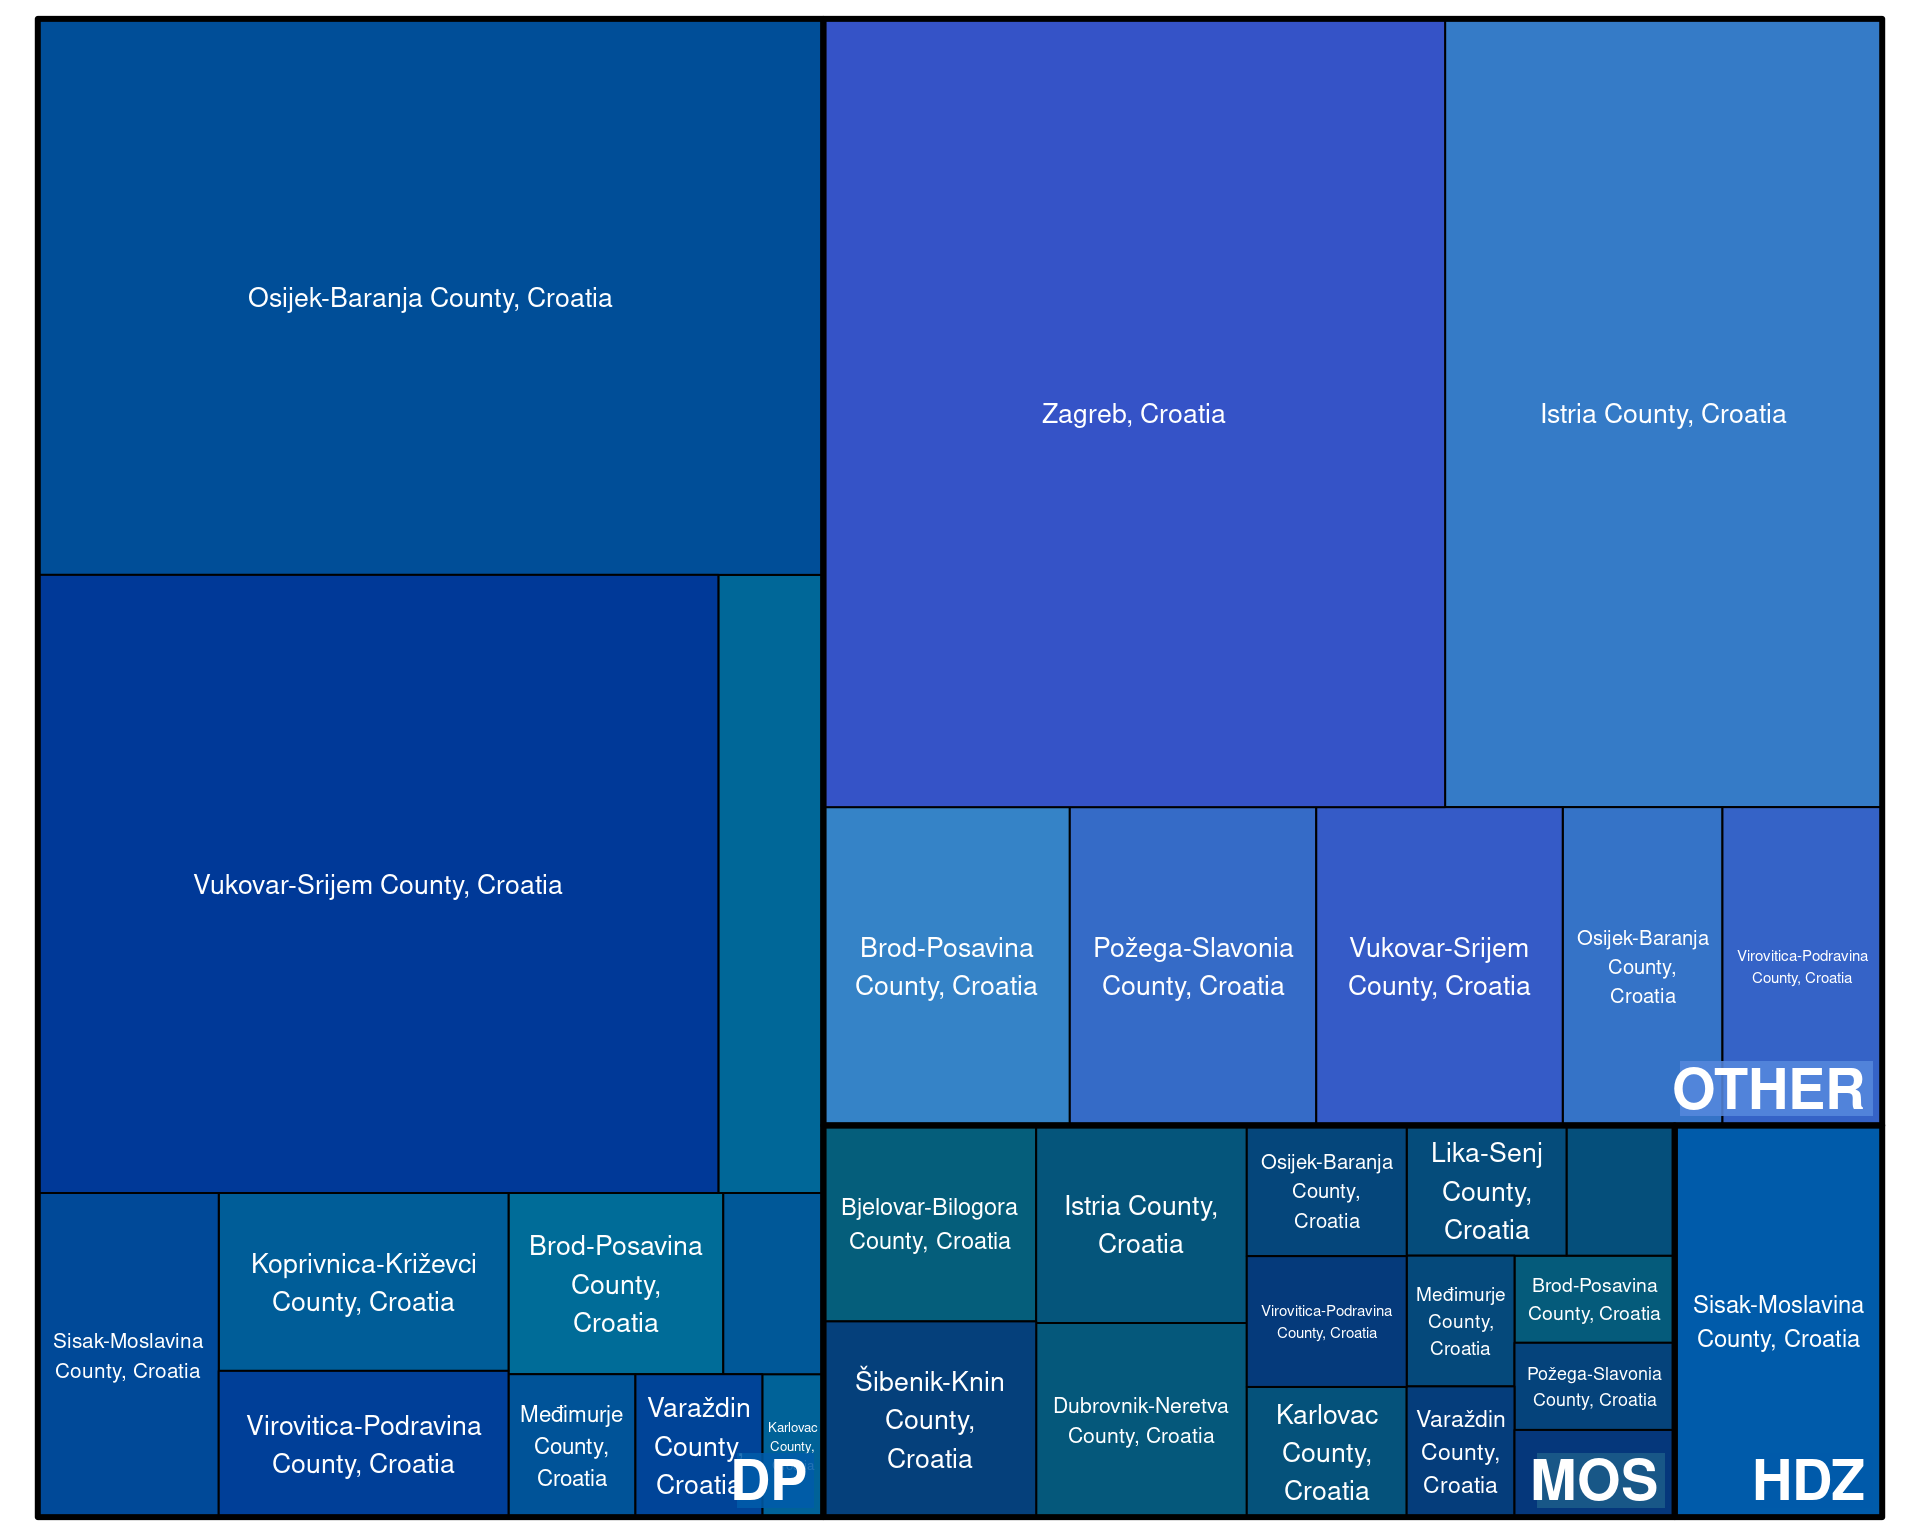 Osijek-Baranja County, Croatia
Vukovar-Srijem County, Croatia
Sisak-Moslavina
County, Croatia
Koprivnica-Križevci
County, Croatia
Virovitica-Podravina
County, Croatia
Brod-Posavina
County,
Croatia
Međimurje
County,
Croatia
Varaždin
County,
Croatia
Karlovac
County,
DP
Zagreb, Croatia
Istria County, Croatia
Brod-Posavina
County, Croatia
Požega-Slavonia
County, Croatia
Vukovar-Srijem
County, Croatia
Osijek-Baranja
County,
Croatia
Virovitica-Podravina
County, Croatia
OTHER
Bjelovar-Bilogora
County, Croatia
Šibenik-Knin
County,
Croatia
Istria County,
Croatia
Dubrovnik-Neretva
County, Croatia
Osijek-Baranja
County,
Croatia
Virovitica-Podravina
County, Croatia
Karlovac
County,
Croatia
Lika-Senj
County,
Croatia
Međimurje
County,
Croatia
Varaždin
County,
Croatia
Brod-Posavina
County, Croatia
Požega-Slavonia
County, Croatia
MOS
Sisak-Moslavina
County, Croatia
HDZ